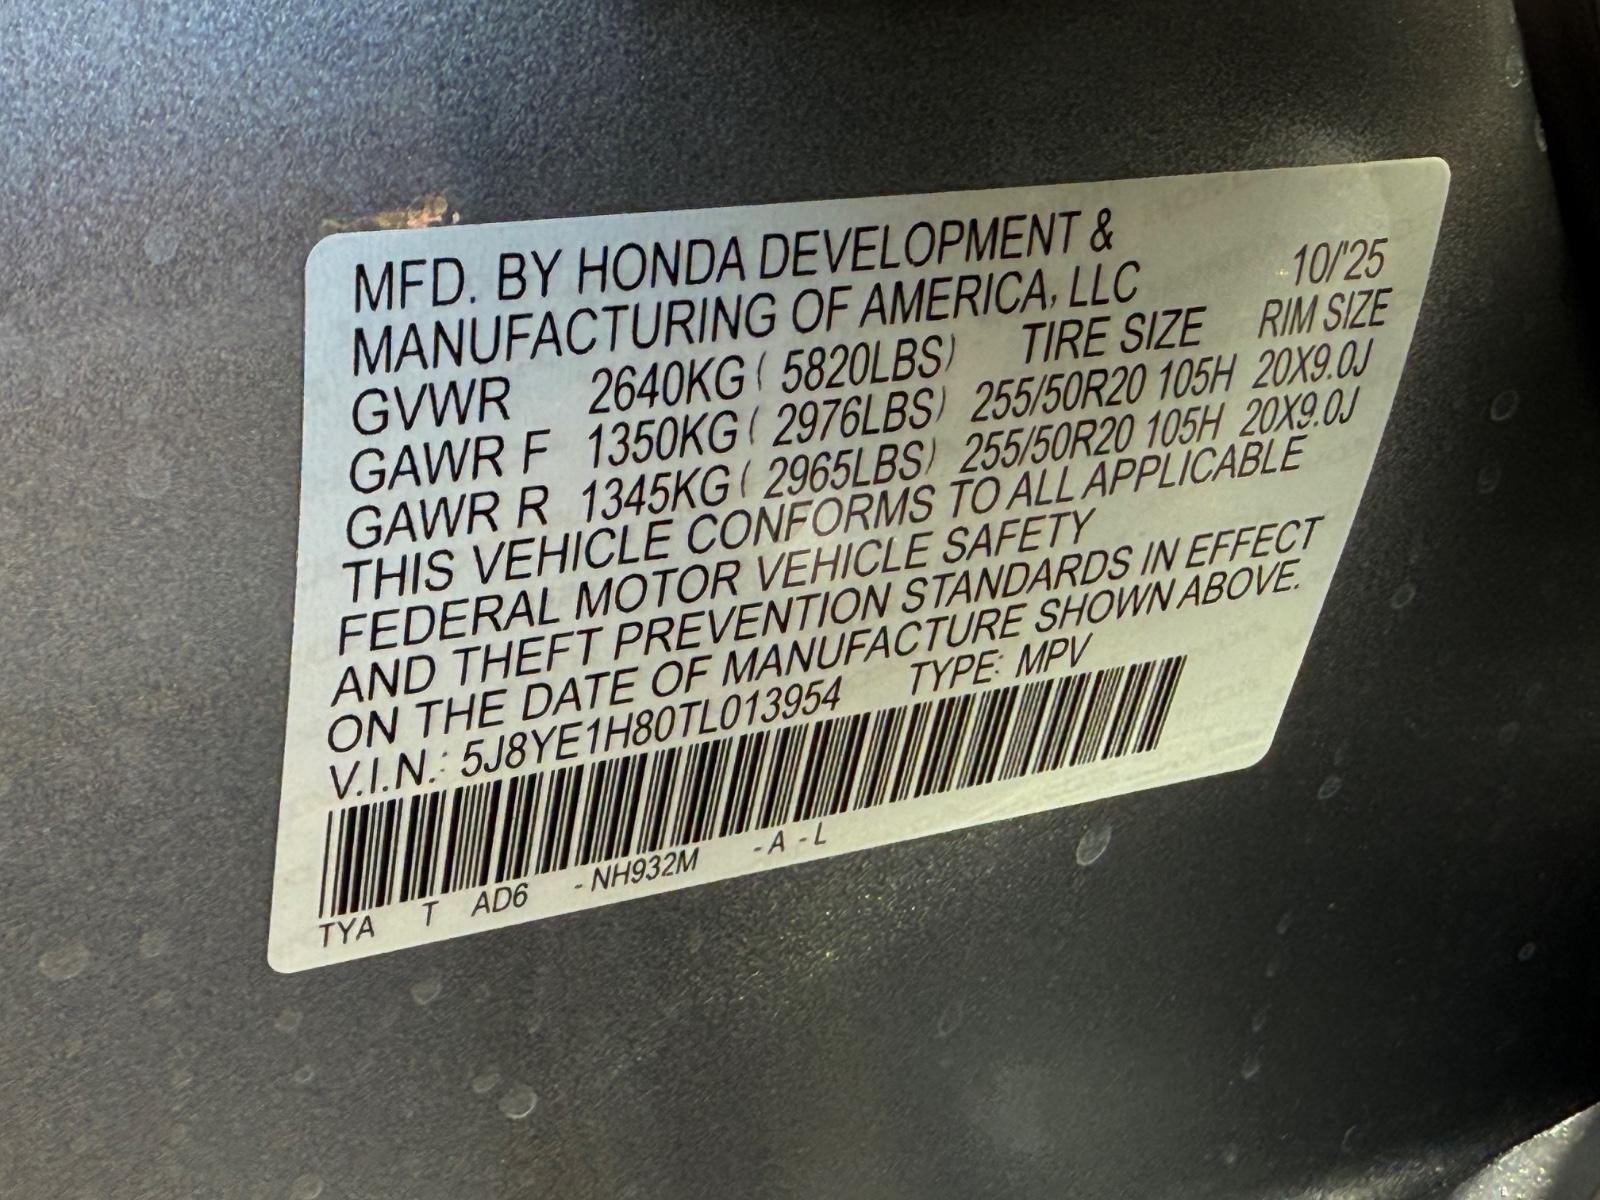 MFD. BY HONDA DEVELOPMENT &
MANUFACTURING OF AMERICA, LLC 10/'25
GVWR 2640KG ( 5820LBS) TIRE SIZE RIM SIZE
GAWR F 1350KG ( 2976LBS) 255/50R20 105H 20X9.0J
GAWR R 1345KG ( 2965LBS) 255/50R20 105H 20X9.0J
THIS VEHICLE CONFORMS TO ALL APPLICABLE
FEDERAL MOTOR VEHICLE SAFETY
AND THEFT PREVENTION STANDARDS IN EFFECT
ON THE DATE OF MANUFACTURE SHOWN ABOVE.
V.I.N.: 5J8YE1H80TL013954 TYPE: MPV
TYA T AD6 - NH932M - A - L